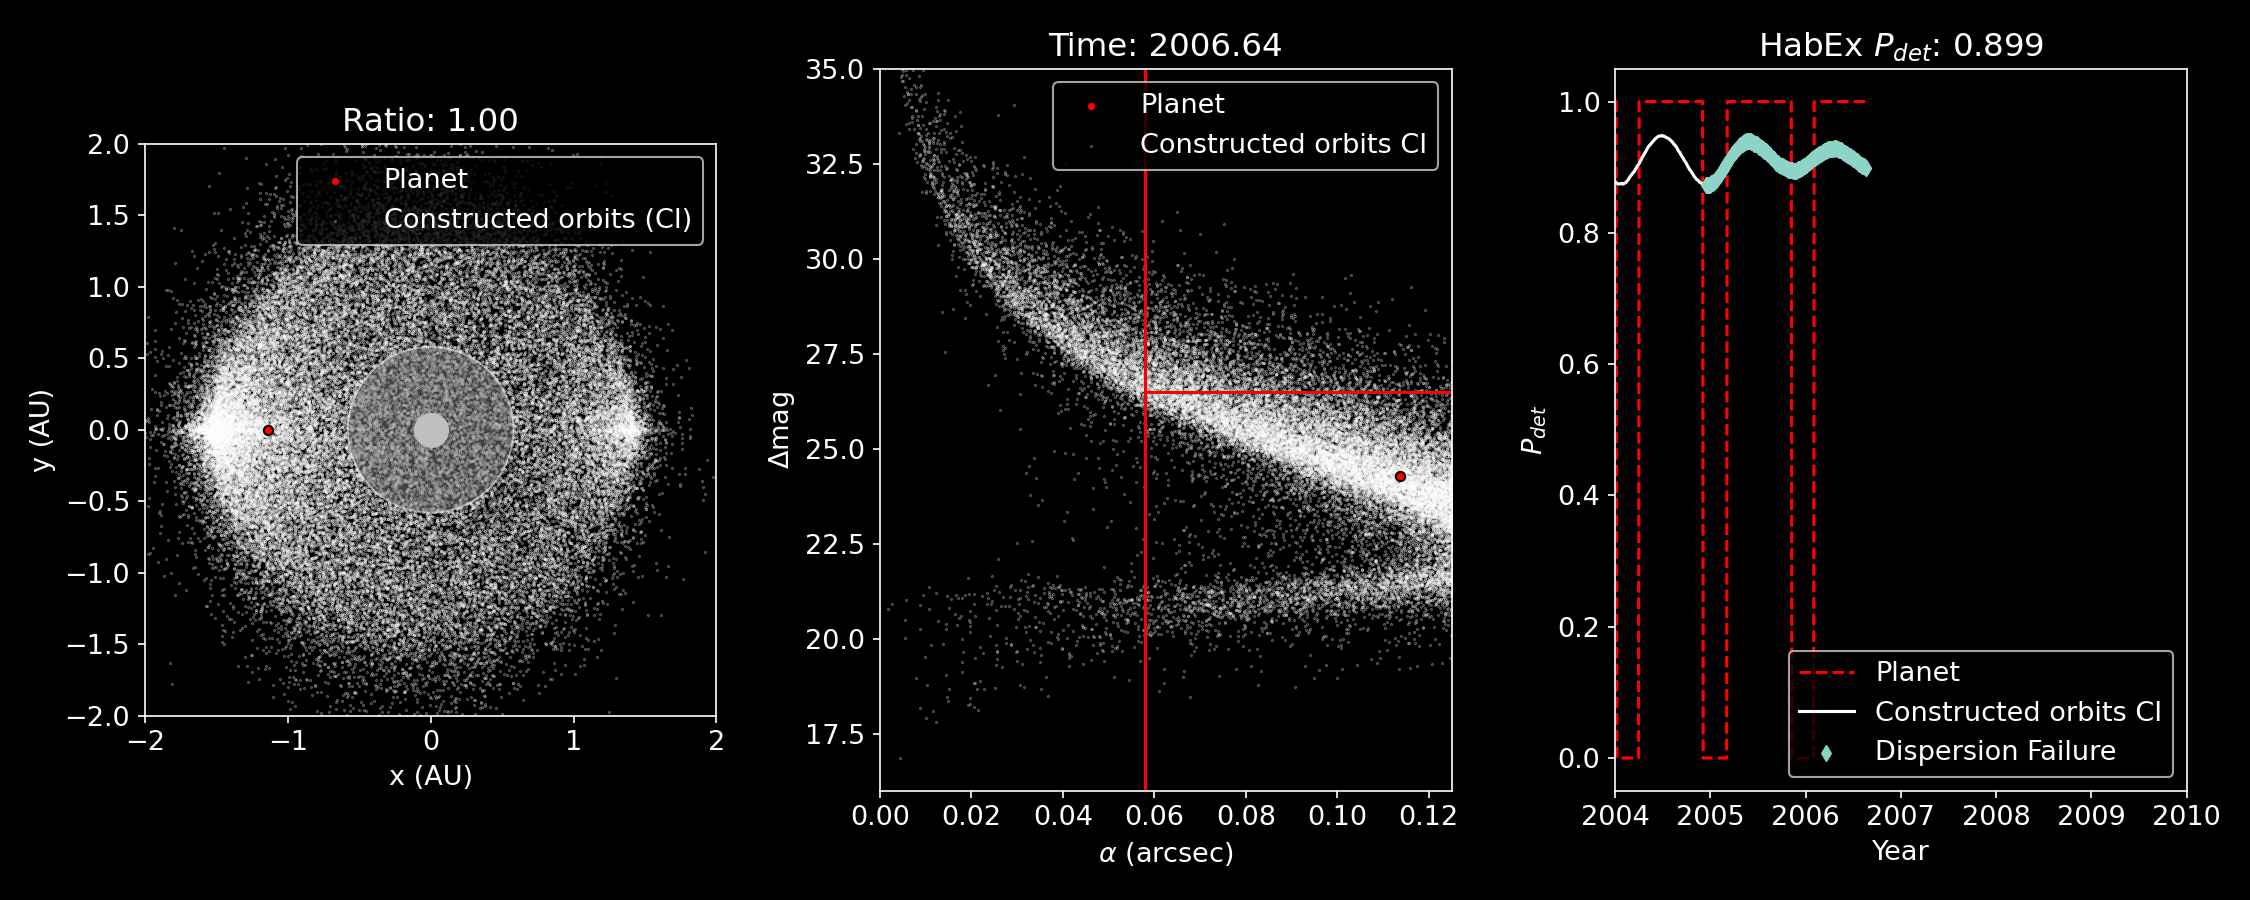 Ratio: 1.00
Planet
Constructed orbits (CI)
2.0
1.5
1.0
0.5
0.0
−0.5
−1.0
−1.5
−2.0
y (AU)
−2
−1
0
1
2
x (AU)
Time: 2006.64
Planet
Constructed orbits CI
35.0
32.5
30.0
27.5
25.0
22.5
20.0
17.5
Δmag
0.00
0.02
0.04
0.06
0.08
0.10
0.12
α (arcsec)
HabEx P_det: 0.899
1.0
0.8
0.6
0.4
0.2
0.0
P_det
Planet
Constructed orbits CI
Dispersion Failure
2004
2005
2006
2007
2008
2009
2010
Year